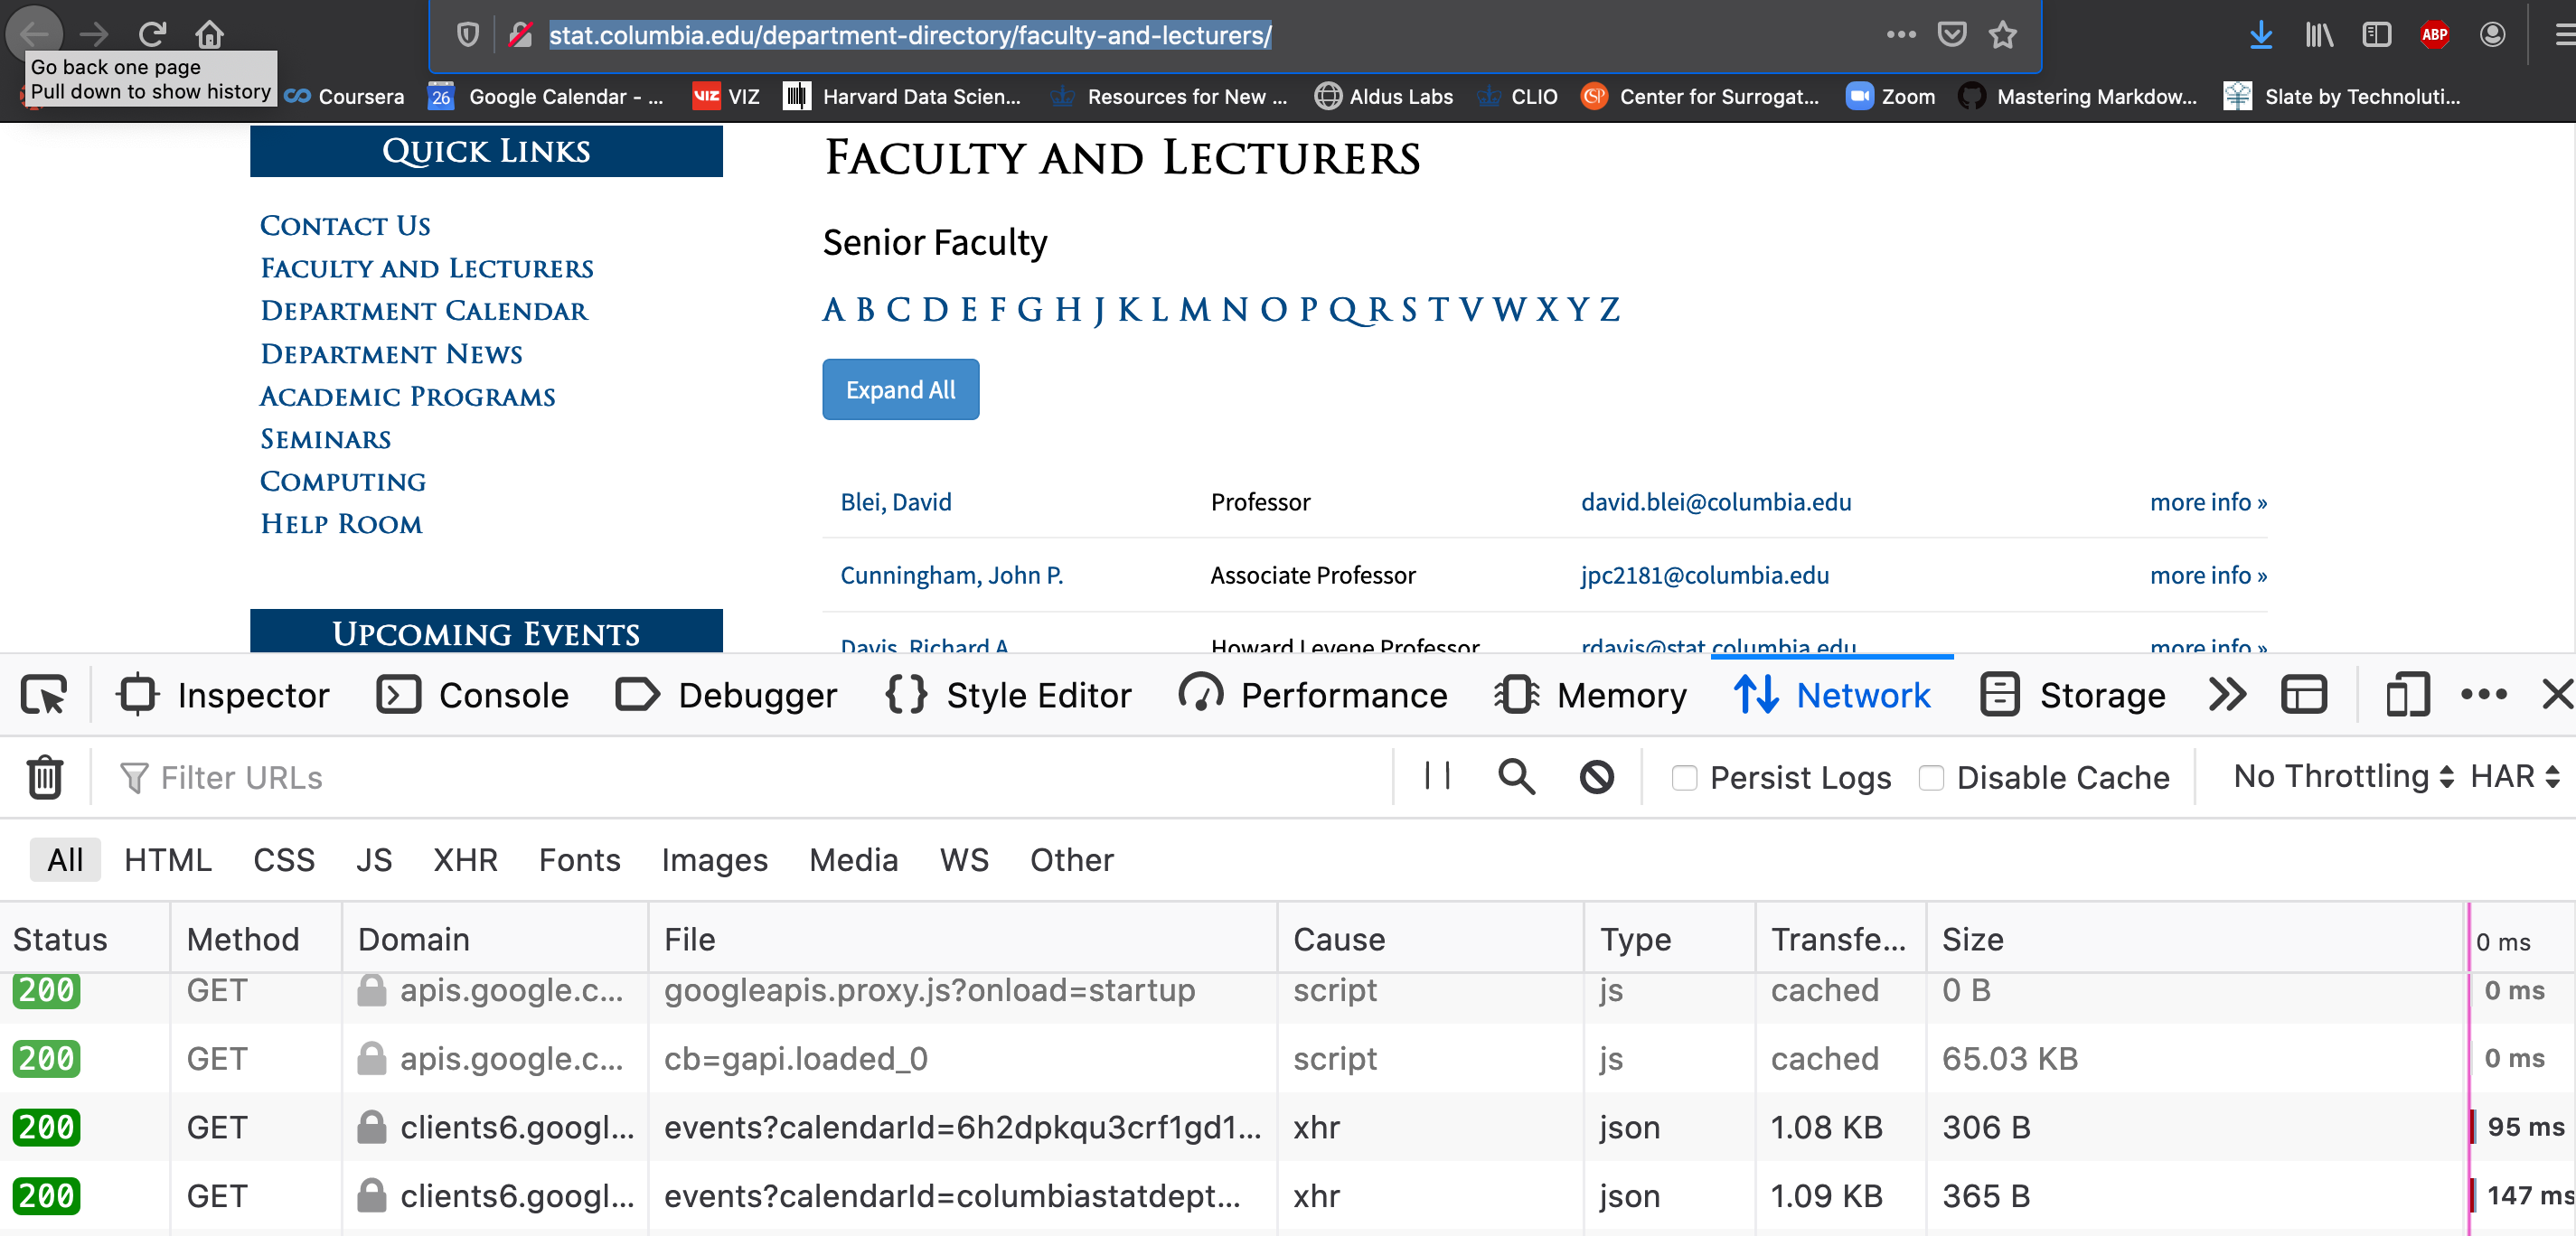 stat.columbia.edu/department-directory/faculty-and-lecturers/
ABP
Go back one page
Pull down to show history
Coursera
26 Google Calendar - ...
VIZ VIZ
Harvard Data Scien...
Resources for New ...
Aldus Labs
CLIO
CSP Center for Surrogat...
Zoom
Mastering Markdow...
Slate by Technoluti...
Quick Links
Contact Us
Faculty and Lecturers
Department Calendar
Department News
Academic Programs
Seminars
Computing
Help Room
Upcoming Events
Faculty and Lecturers
Senior Faculty
A B C D E F G H J K L M N O P Q R S T V W X Y Z
Expand All
Blei, David Professor david.blei@columbia.edu more info »
Cunningham, John P. Associate Professor jpc2181@columbia.edu more info »
Davis, Richard A. Howard Levene Professor rdavis@stat.columbia.edu more info »
Inspector Console Debugger Style Editor Performance Memory Network Storage
Filter URLs Persist Logs Disable Cache No Throttling HAR
All HTML CSS JS XHR Fonts Images Media WS Other
Status Method Domain File Cause Type Transfe... Size 0 ms
200 GET apis.google.c... googleapis.proxy.js?onload=startup script js cached 0 B 0 ms
200 GET apis.google.c... cb=gapi.loaded_0 script js cached 65.03 KB 0 ms
200 GET clients6.googl... events?calendarId=6h2dpkqu3crf1gd1... xhr json 1.08 KB 306 B 95 ms
200 GET clients6.googl... events?calendarId=columbiastatdept... xhr json 1.09 KB 365 B 147 ms